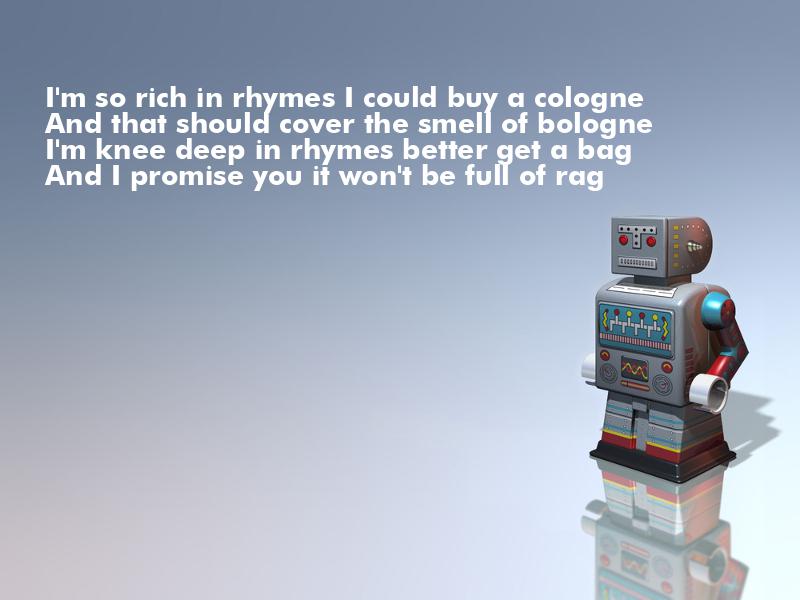 I'm so rich in rhymes I could buy a cologne
And that should cover the smell of bologne
I'm knee deep in rhymes better get a bag
And I promise you it won't be full of rag